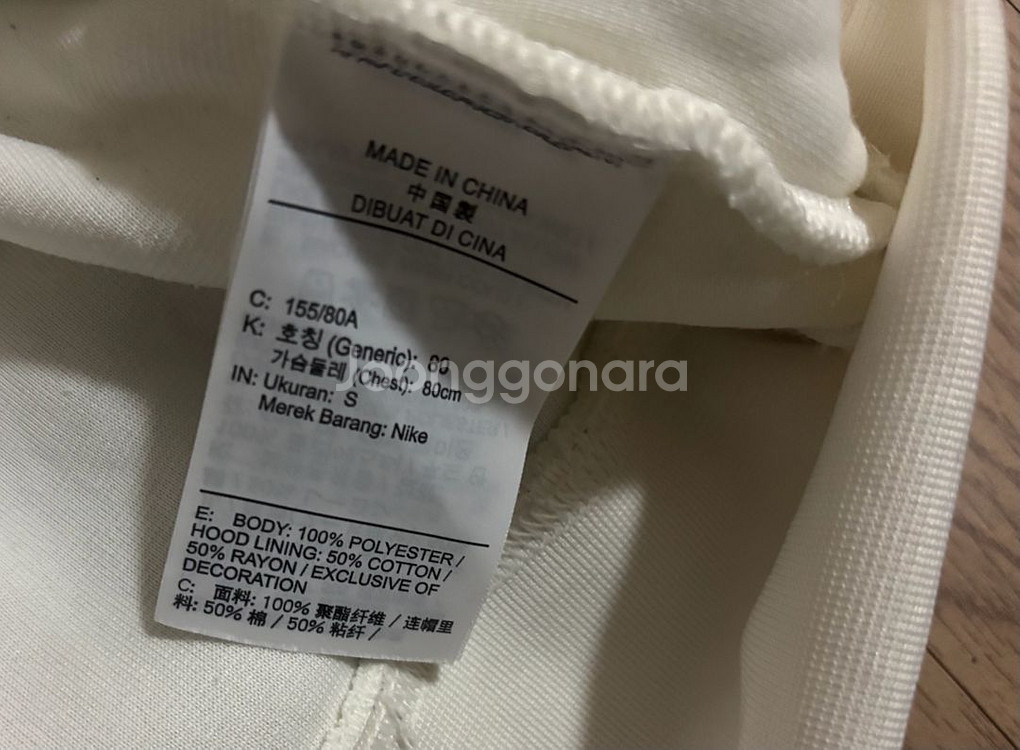 MADE IN CHINA
中国製
DIBUAT DI CINA
C: 155/80A
K: 호칭 (Generic): 80
가슴둘레 (Chest): 80cm
IN: Ukuran: S
Merek Barang: Nike
Joonggonara
E: BODY: 100% POLYESTER /
HOOD LINING: 50% COTTON /
50% RAYON / EXCLUSIVE OF
DECORATION
C: 面料: 100% 聚酯纤维 / 连帽里
料: 50% 棉 / 50% 粘纤 /